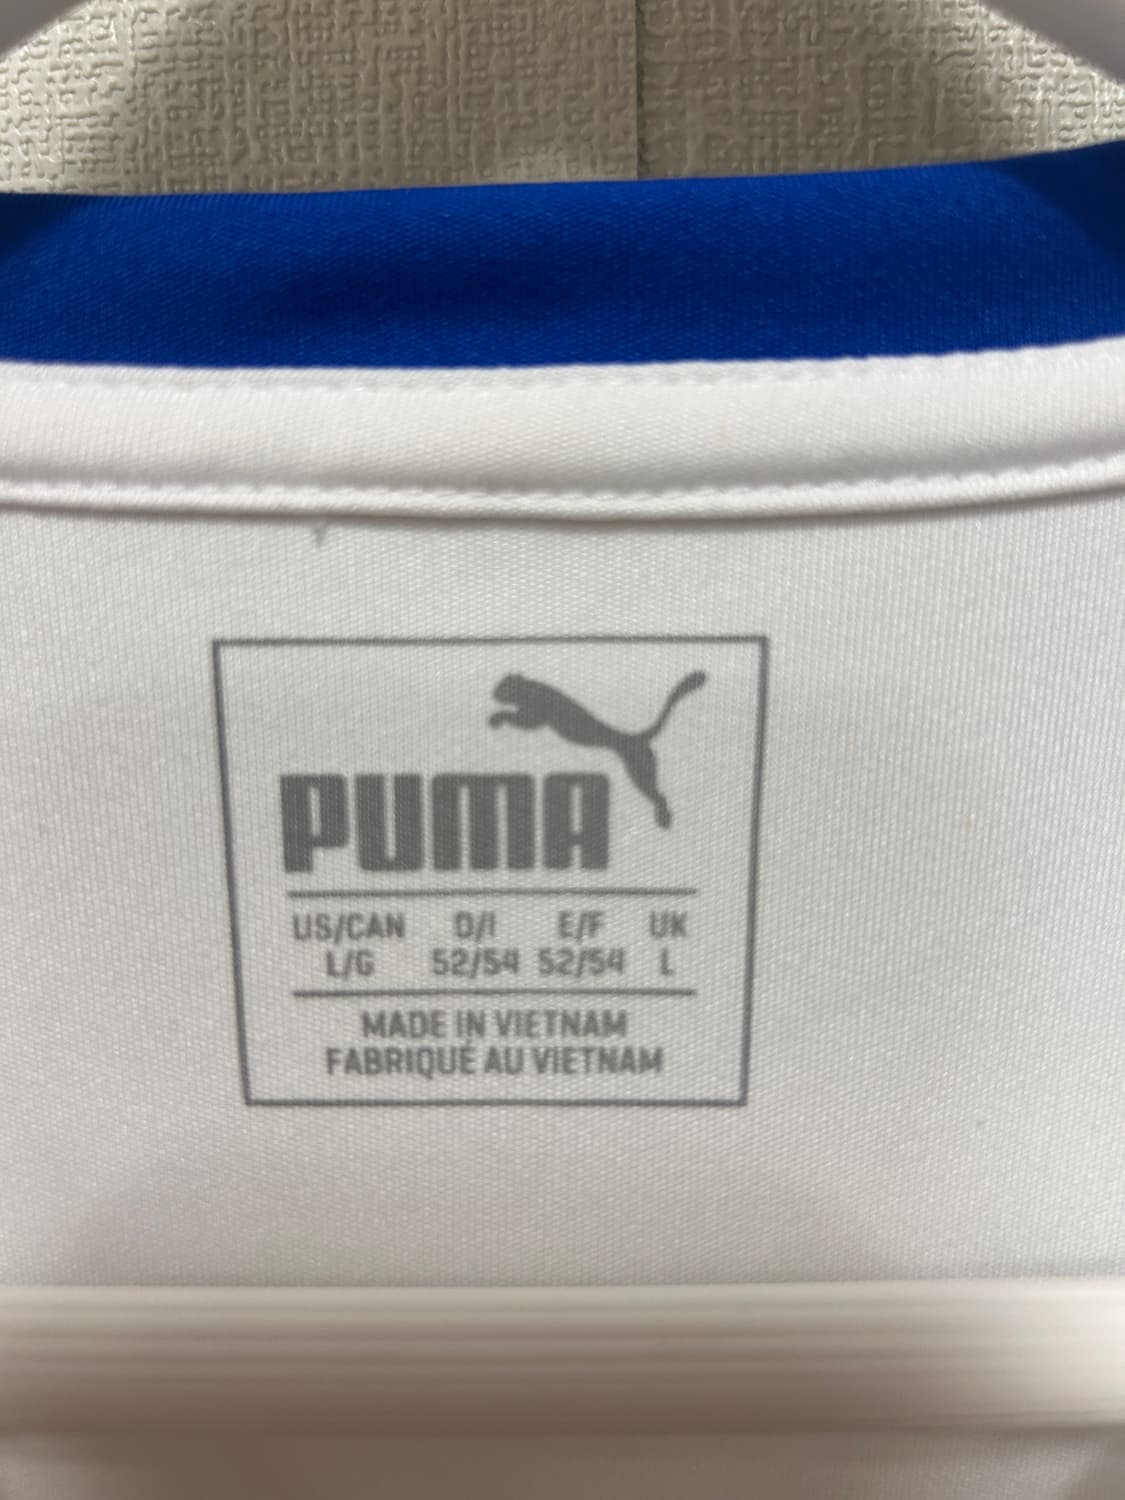 PUMA
US/CAN D/I E/F UK
L/G 52/54 52/54 L
MADE IN VIETNAM
FABRIQUÉ AU VIETNAM